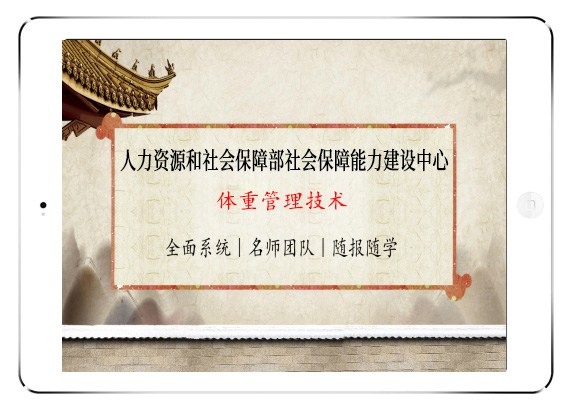 人力资源和社会保障部社会保障能力建设中心
体重管理技术
全面系统|名师团队|随报随学